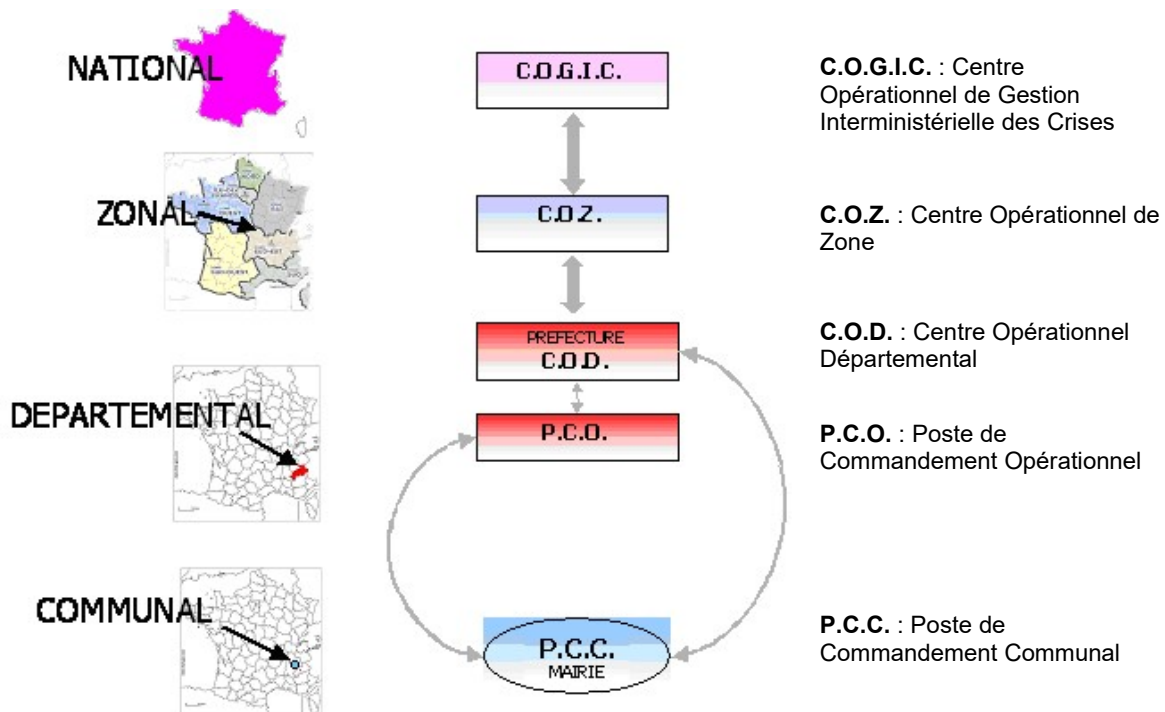 NATIONAL
C.O.G.I.C.
C.O.G.I.C. : Centre
Opérationnel de Gestion
Interministérielle des Crises
ZONAL
C.O.Z.
C.O.Z. : Centre Opérationnel de
Zone
PREFECTURE
C.O.D.
C.O.D. : Centre Opérationnel
Départemental
DEPARTEMENTAL
P.C.O.
P.C.O. : Poste de
Commandement Opérationnel
COMMUNAL
P.C.C.
MAIRIE
P.C.C. : Poste de
Commandement Communal